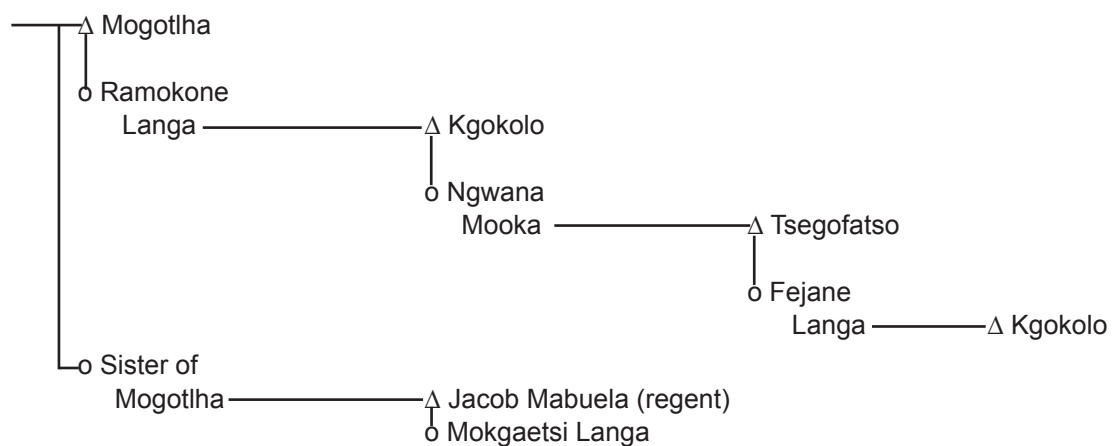 Δ Mogotlha
o Ramokone
Langa Δ Kgokolo
o Ngwana
Mooka Δ Tsegofatso
o Fejane
Langa Δ Kgokolo
o Sister of
Mogotlha Δ Jacob Mabuela (regent)
o Mokgaetsi Langa